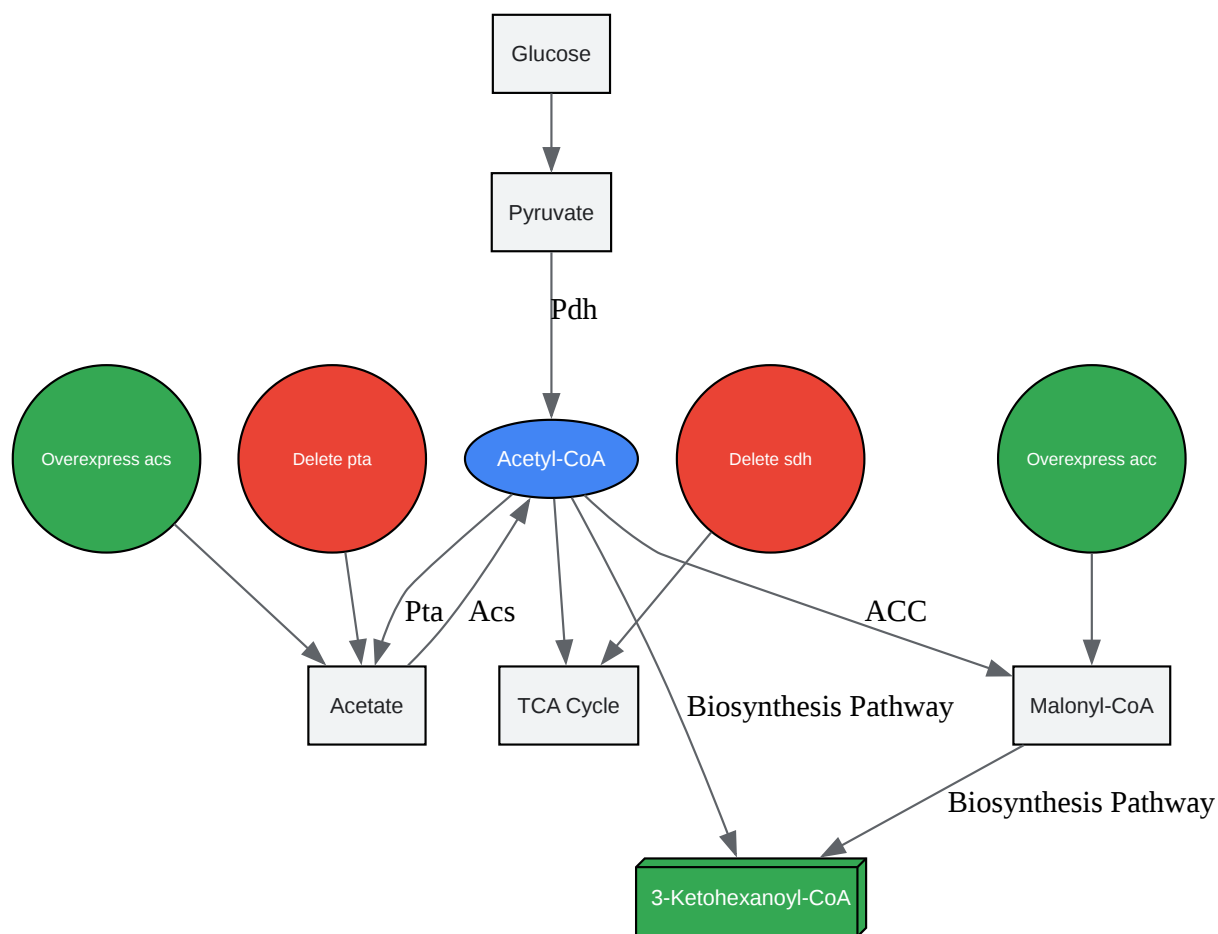 Glucose
Pyruvate
Pdh
Overexpress acs
Delete pta
Acetyl-CoA
Delete sdh
Overexpress acc
Pta
Acs
ACC
Acetate
TCA Cycle
Biosynthesis Pathway
Malonyl-CoA
Biosynthesis Pathway
3-Ketohexanoyl-CoA